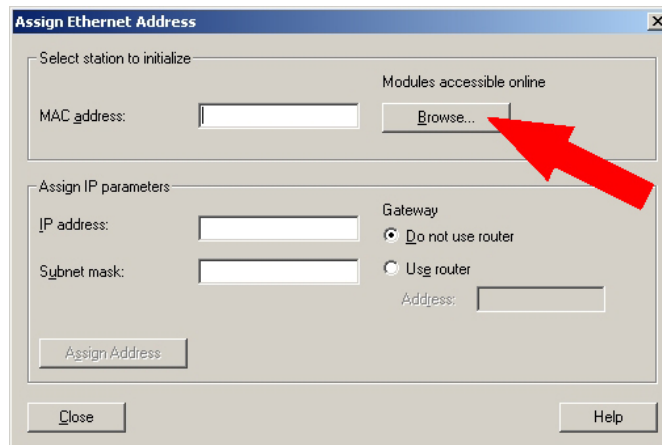 Assign Ethernet Address
Select station to initialize
Modules accessible online
MAC address:
Browse...
Assign IP parameters
IP address:
Gateway
Do not use router
Subnet mask:
Use router
Address:
Assign Address
Close
Help